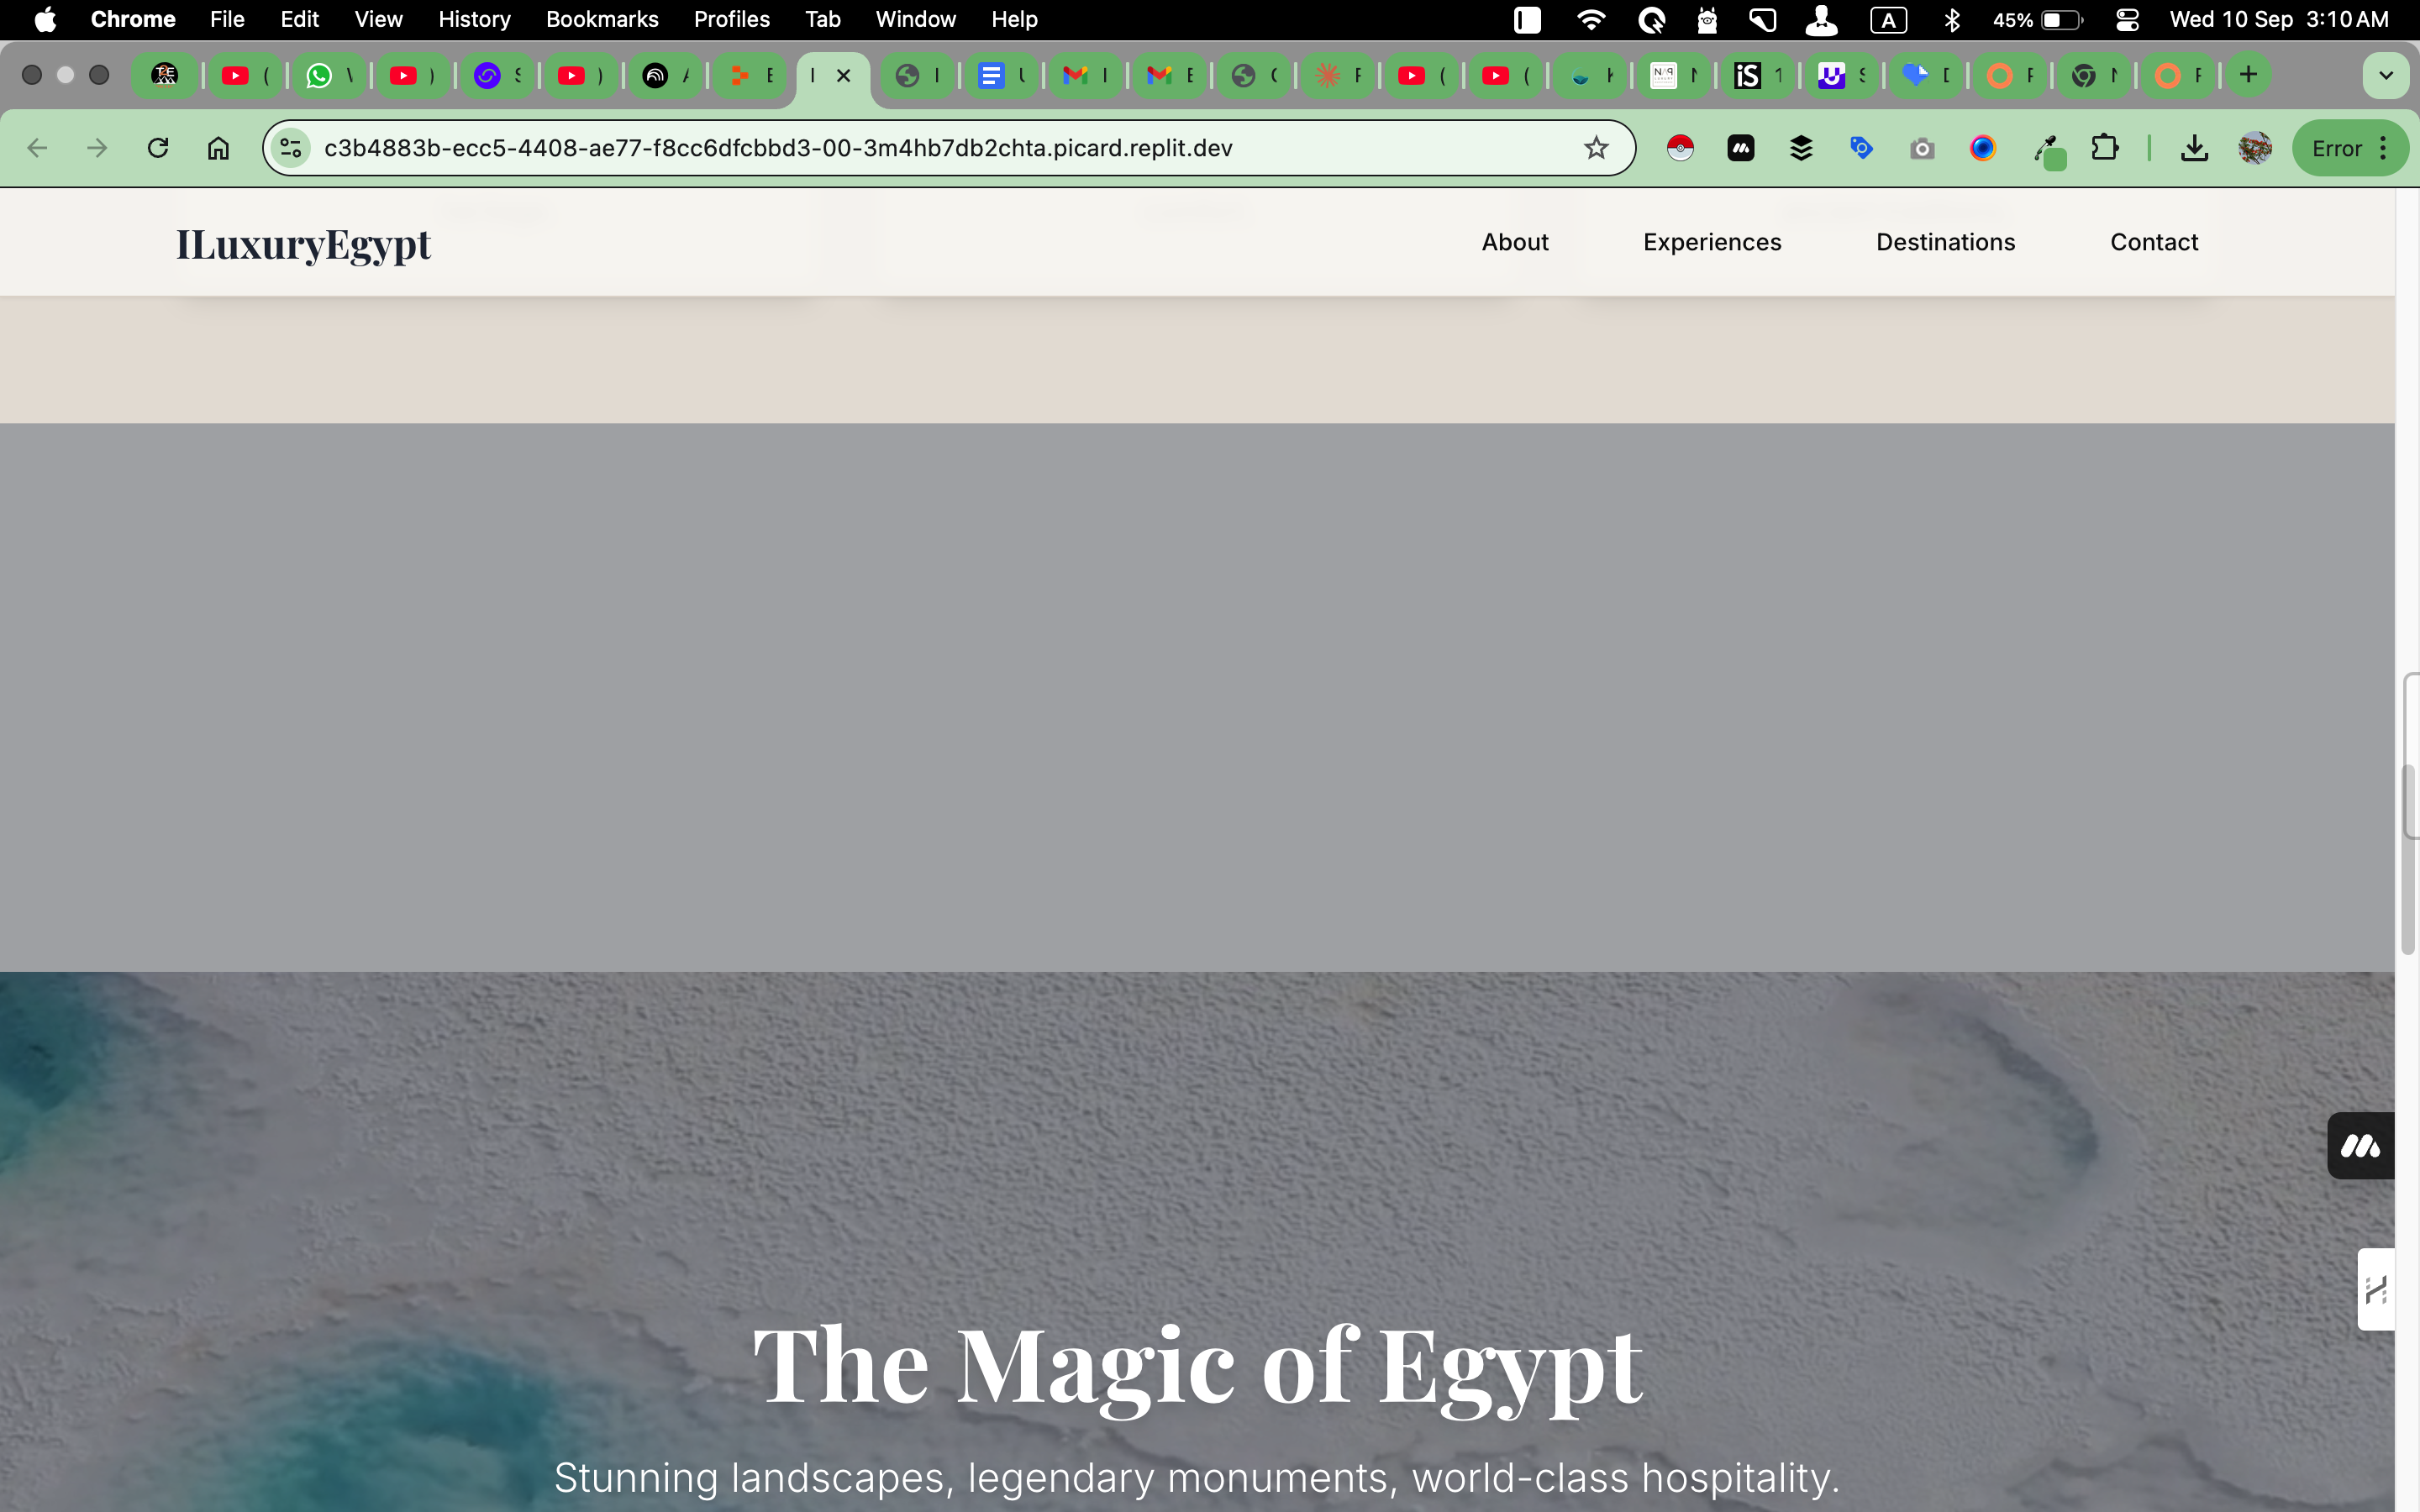 Chrome File Edit View History Bookmarks Profiles Tab Window Help A 45% Wed 10 Sep 3:10 AM
c3b4883b-ecc5-4408-ae77-f8cc6dfcbbd3-00-3m4hb7db2chta.picard.replit.dev Error
ILuxuryEgypt About Experiences Destinations Contact
The Magic of Egypt
Stunning landscapes, legendary monuments, world-class hospitality.